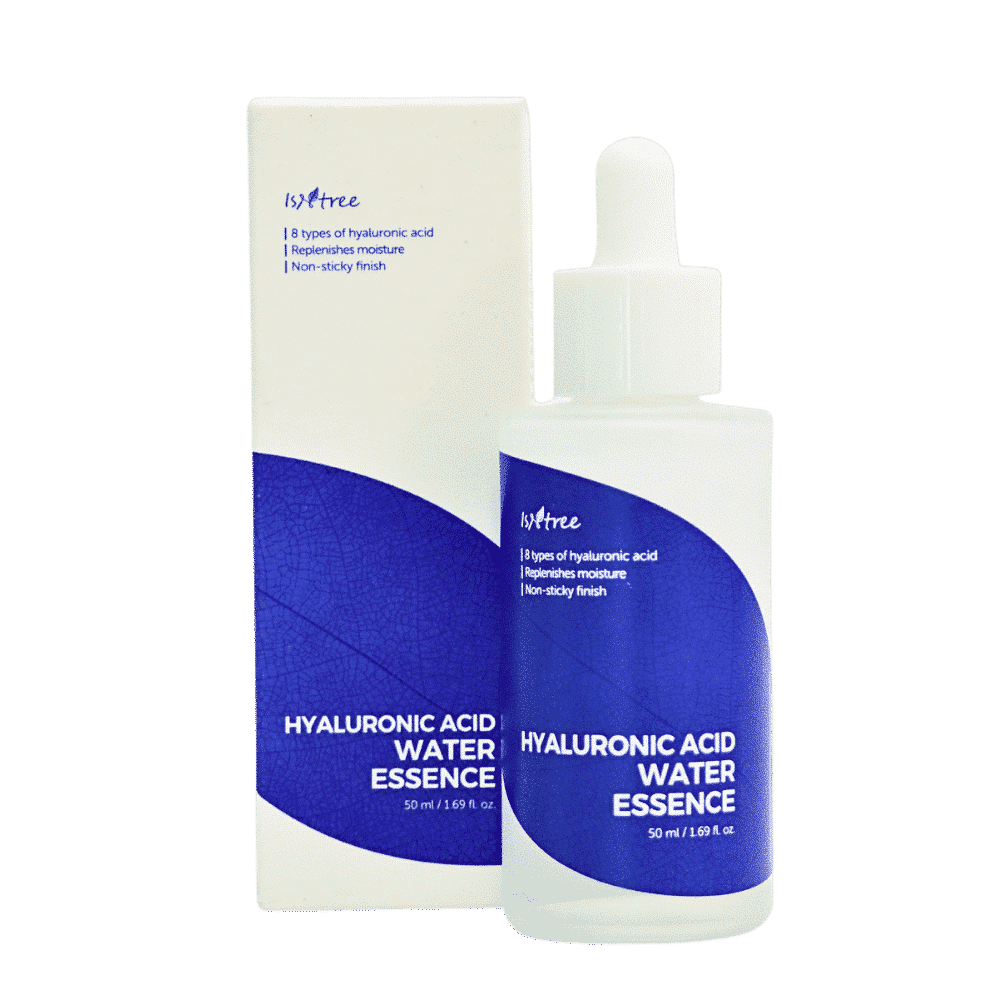 Isntree
| 8 types of hyaluronic acid
| Replenishes moisture
| Non-sticky finish
HYALURONIC ACID
WATER
ESSENCE
50 ml / 1.69 fl. oz.
Isntree
| 8 types of hyaluronic acid
| Replenishes moisture
| Non-sticky finish
HYALURONIC ACID
WATER
ESSENCE
50 ml / 1.69 fl. oz.